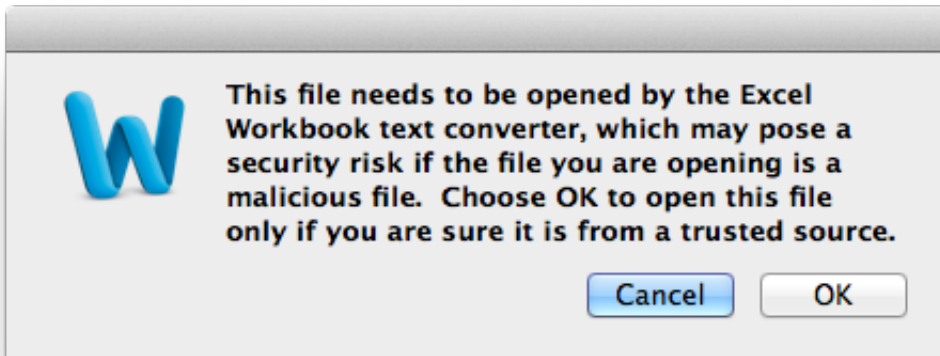 This file needs to be opened by the Excel
Workbook text converter, which may pose a
security risk if the file you are opening is a
malicious file.  Choose OK to open this file
only if you are sure it is from a trusted source.
Cancel OK